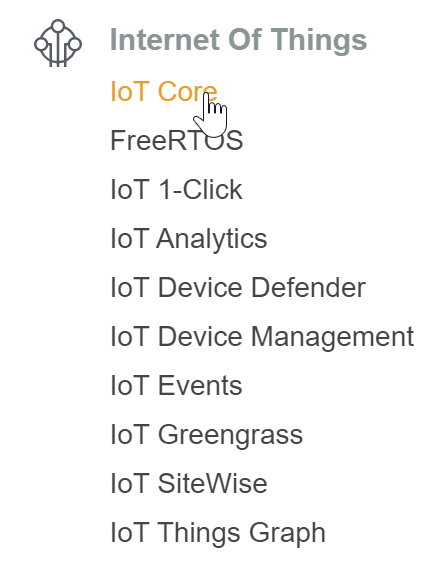 Internet Of Things
IoT Core
FreeRTOS
IoT 1-Click
IoT Analytics
IoT Device Defender
IoT Device Management
IoT Events
IoT Greengrass
IoT SiteWise
IoT Things Graph